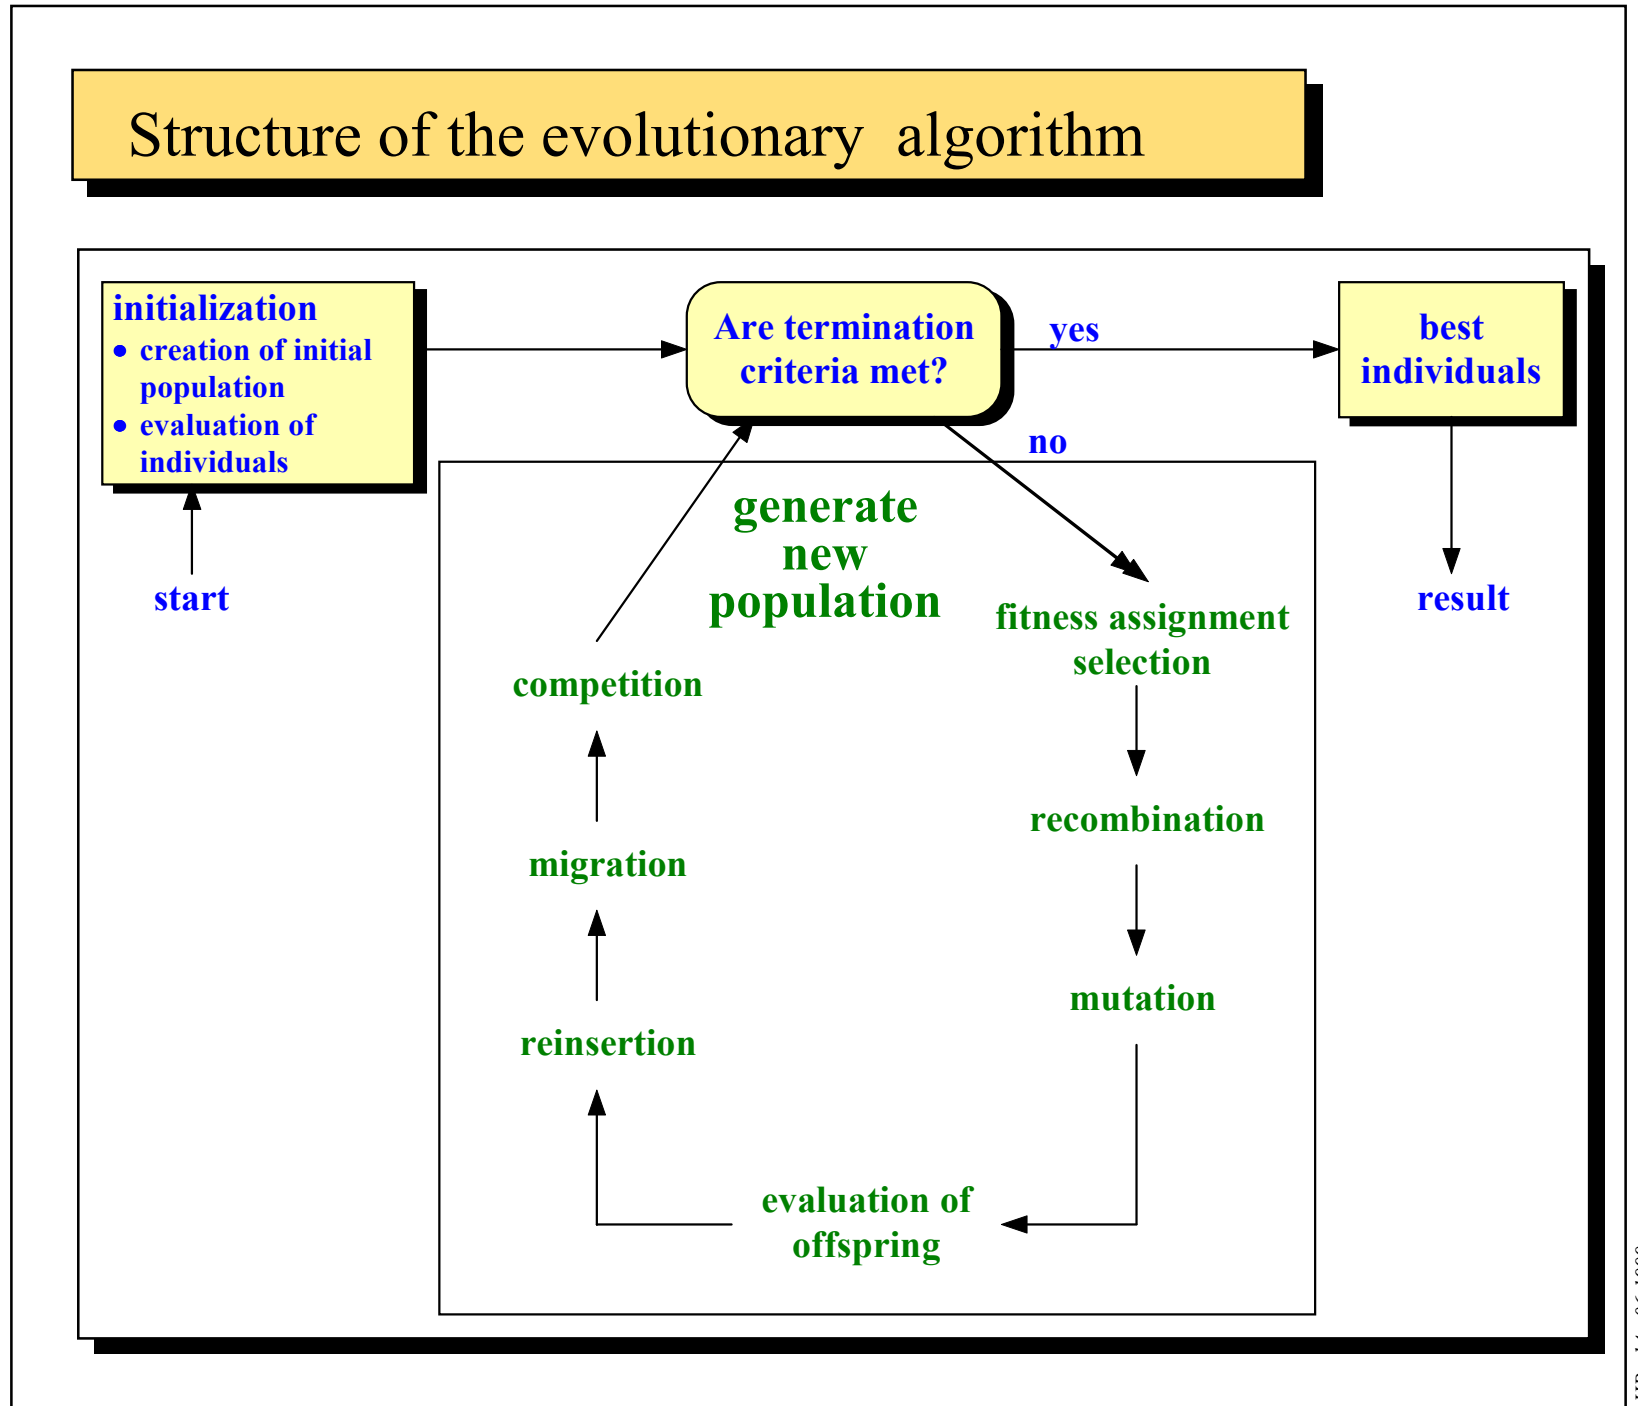 Structure of the evolutionary algorithm
initialization
• creation of initial
population
• evaluation of
individuals
start
Are termination
criteria met?
yes
no
best
individuals
result
generate
new
population
fitness assignment
selection
recombination
mutation
evaluation of
offspring
reinsertion
migration
competition